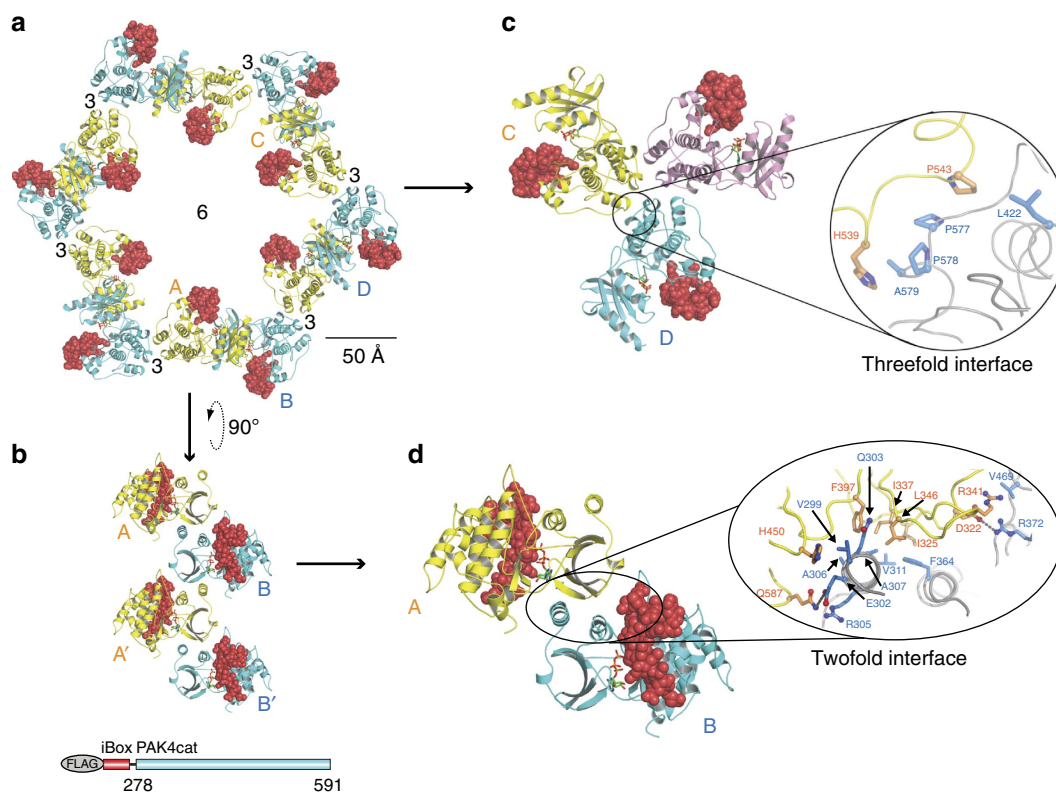 a
3
3
C
3
3
6
A
D
3
3
B
50 Å
90°
b
A
B
A′
B′
FLAG
iBox PAK4cat
278
591
c
C
D
P543
L422
H539
P577
P578
A579
Threefold interface
d
A
B
Q303
V469
F397
I337
R341
V299
L346
H450
D322
R372
I325
A306
V311
F364
Q587
A307
E302
R305
Twofold interface